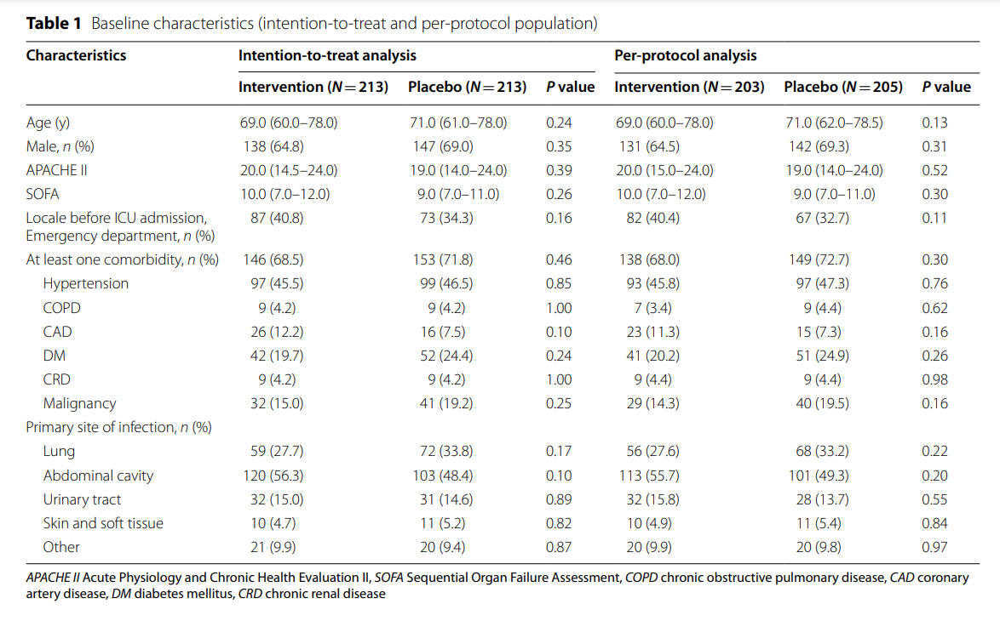 Table 1 Baseline characteristics (intention-to-treat and per-protocol population)
Characteristics Intention-to-treat analysis Per-protocol analysis
Intervention (N = 213) Placebo (N = 213) P value Intervention (N = 203) Placebo (N = 205) P value
Age (y) 69.0 (60.0–78.0) 71.0 (61.0–78.0) 0.24 69.0 (60.0–78.0) 71.0 (62.0–78.5) 0.13
Male, n (%) 138 (64.8) 147 (69.0) 0.35 131 (64.5) 142 (69.3) 0.31
APACHE II 20.0 (14.5–24.0) 19.0 (14.0–24.0) 0.39 20.0 (15.0–24.0) 19.0 (14.0–24.0) 0.52
SOFA 10.0 (7.0–12.0) 9.0 (7.0–11.0) 0.26 10.0 (7.0–12.0) 9.0 (7.0–11.0) 0.30
Locale before ICU admission, 87 (40.8) 73 (34.3) 0.16 82 (40.4) 67 (32.7) 0.11
Emergency department, n (%)
At least one comorbidity, n (%) 146 (68.5) 153 (71.8) 0.46 138 (68.0) 149 (72.7) 0.30
Hypertension 97 (45.5) 99 (46.5) 0.85 93 (45.8) 97 (47.3) 0.76
COPD 9 (4.2) 9 (4.2) 1.00 7 (3.4) 9 (4.4) 0.62
CAD 26 (12.2) 16 (7.5) 0.10 23 (11.3) 15 (7.3) 0.16
DM 42 (19.7) 52 (24.4) 0.24 41 (20.2) 51 (24.9) 0.26
CRD 9 (4.2) 9 (4.2) 1.00 9 (4.4) 9 (4.4) 0.98
Malignancy 32 (15.0) 41 (19.2) 0.25 29 (14.3) 40 (19.5) 0.16
Primary site of infection, n (%)
Lung 59 (27.7) 72 (33.8) 0.17 56 (27.6) 68 (33.2) 0.22
Abdominal cavity 120 (56.3) 103 (48.4) 0.10 113 (55.7) 101 (49.3) 0.20
Urinary tract 32 (15.0) 31 (14.6) 0.89 32 (15.8) 28 (13.7) 0.55
Skin and soft tissue 10 (4.7) 11 (5.2) 0.82 10 (4.9) 11 (5.4) 0.84
Other 21 (9.9) 20 (9.4) 0.87 20 (9.9) 20 (9.8) 0.97
APACHE II Acute Physiology and Chronic Health Evaluation II, SOFA Sequential Organ Failure Assessment, COPD chronic obstructive pulmonary disease, CAD coronary
artery disease, DM diabetes mellitus, CRD chronic renal disease